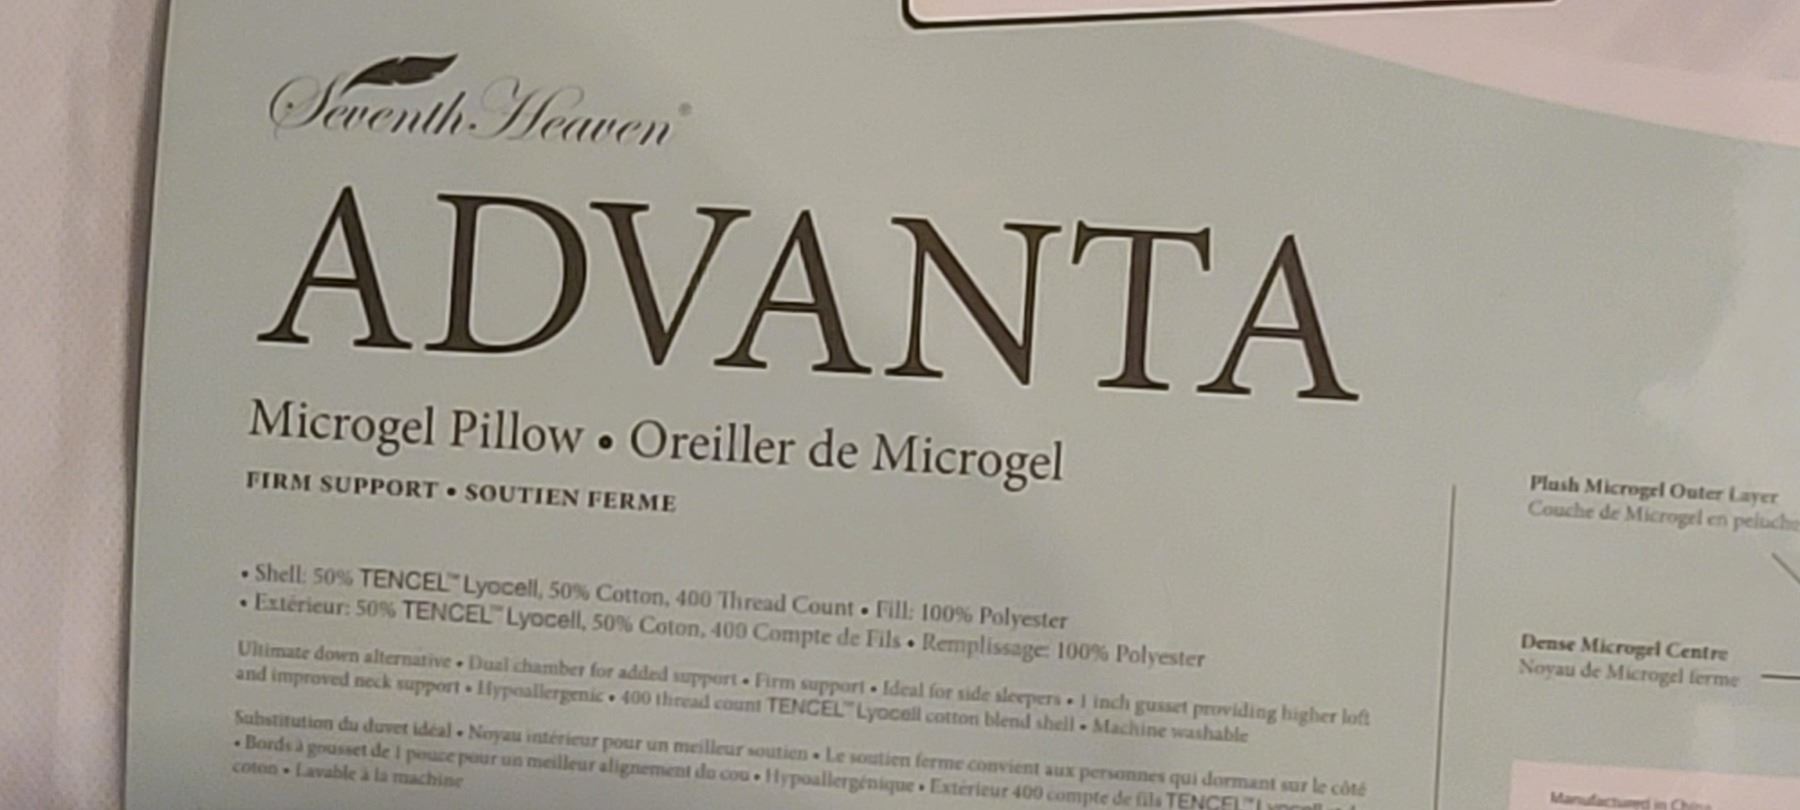 Seventh Heaven®
ADVANTA
Microgel Pillow • Oreiller de Microgel
FIRM SUPPORT • SOUTIEN FERME
• Shell: 50% TENCEL™ Lyocell, 50% Cotton, 400 Thread Count • Fill: 100% Polyester
• Extérieur: 50% TENCEL™ Lyocell, 50% Coton, 400 Compte de Fils • Remplissage: 100% Polyester
Ultimate down alternative • Dual chamber for added support • Firm support • Ideal for side sleepers • 1 inch gusset providing higher loft
and improved neck support • Hypoallergenic • 400 thread count TENCEL™ Lyocell cotton blend shell • Machine washable
Substitution du duvet idéal • Noyau intérieur pour un meilleur soutien • Le soutien ferme convient aux personnes qui dormant sur le côté
• Bords à gousset de 1 pouce pour un meilleur alignement du cou • Hypoallergénique • Extérieur 400 compte de fils TENCEL™ Lyocell
coton • Lavable à la machine
Plush Microgel Outer Layer
Couche de Microgel en peluche
Dense Microgel Centre
Noyau de Microgel ferme
Manufactured in China